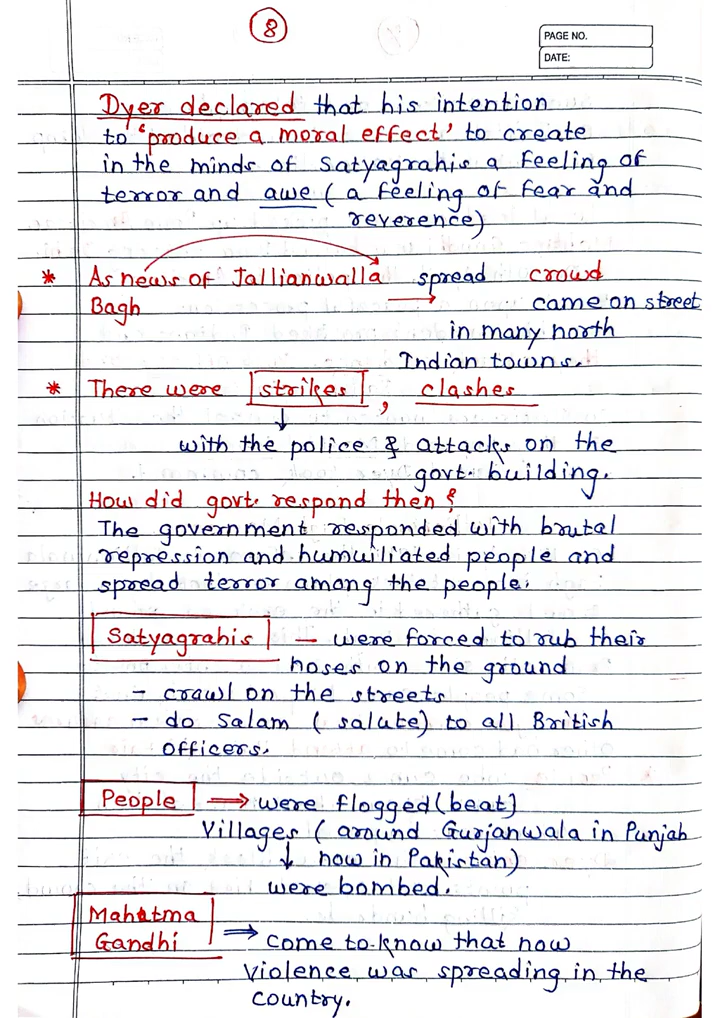 8
PAGE NO.
DATE:
Dyer declared that his intention
to 'produce a moral effect' to create
in the minds of Satyagrahis a feeling of
terror and awe ( a feeling of fear and
reverence)
* As news of Jallianwalla spread crowd
Bagh → came on street
in many north
Indian towns.
* There were strikes, clashes
↓
with the police & attacks on the
govt. building.
How did govt. respond then ?
The government responded with brutal
repression and humuiliated people and
spread terror among the people.
Satyagrahis - were forced to rub their
noses on the ground
- crawl on the streets
- do Salam ( salute) to all British
officers.
People → were flogged (beat)
Villages ( around Gurjanwala in Punjab
↓ now in Pakistan)
were bombed.
Mahatma
Gandhi ⇒ come to know that now
violence was spreading in the
country.